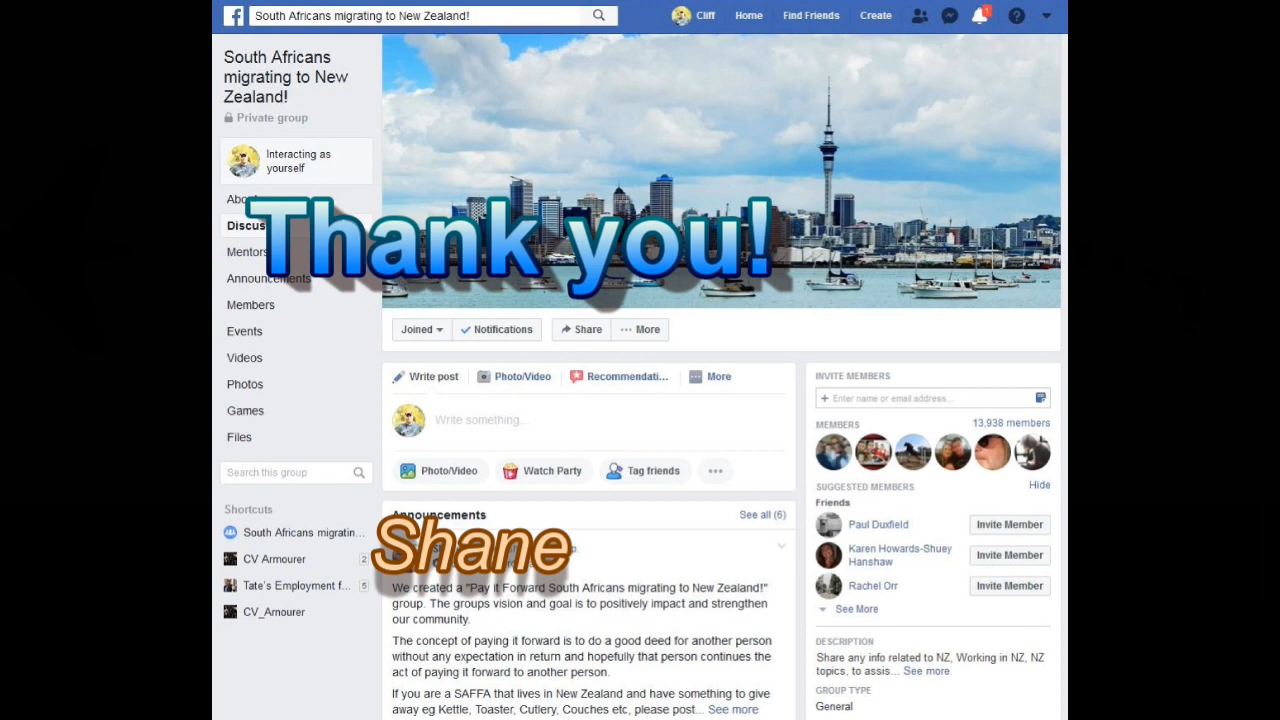 South Africans migrating to New Zealand!
Cliff
Home
Find Friends
Create
1
South Africans
migrating to New
Zealand!
Private group
Interacting as
yourself
Discus
Mentors
Announcements
Members
Events
Videos
Photos
Games
Files
Search this group
Shortcuts
South Africans migratin...
CV Armourer 2
Tate's Employment f... 5
CV_Arnourer
Thank you!
Joined
Notifications
Share
More
Write post
Photo/Video
Recommendati...
More
Write something...
Photo/Video
Watch Party
Tag friends
Announcements
See all (6)
Shane
We created a "Pay it Forward South Africans migrating to New Zealand!"
group. The groups vision and goal is to positively impact and strengthen
our community.
The concept of paying it forward is to do a good deed for another person
without any expectation in return and hopefully that person continues the
act of paying it forward to another person.
If you are a SAFFA that lives in New Zealand and have something to give
away eg Kettle, Toaster, Cutlery, Couches etc, please post... See more
INVITE MEMBERS
+ Enter name or email address...
MEMBERS
13,938 members
SUGGESTED MEMBERS
Hide
Friends
Paul Duxfield
Invite Member
Karen Howards-Shuey
Hanshaw
Invite Member
Rachel Orr
Invite Member
See More
DESCRIPTION
Share any info related to NZ, Working in NZ, NZ
topics, to assis... See more
GROUP TYPE
General